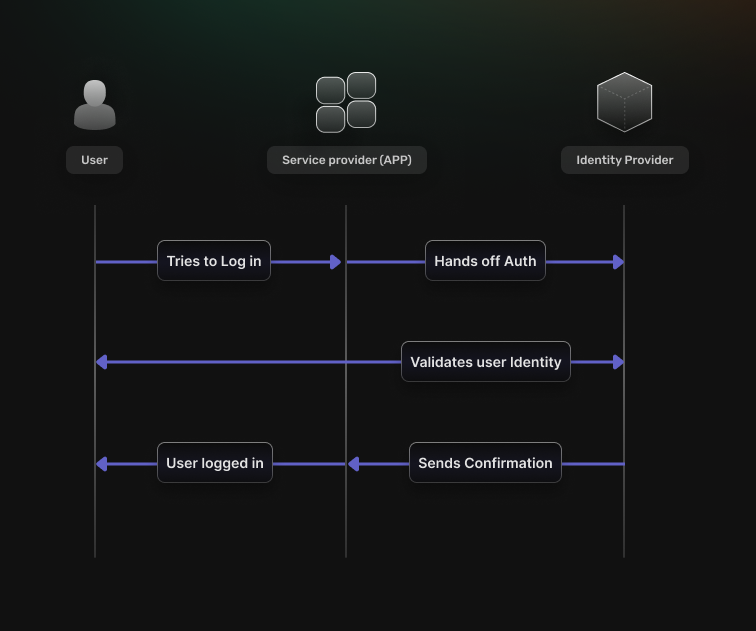 User
Service provider (APP)
Identity Provider
Tries to Log in
Hands off Auth
Validates user Identity
User logged in
Sends Confirmation